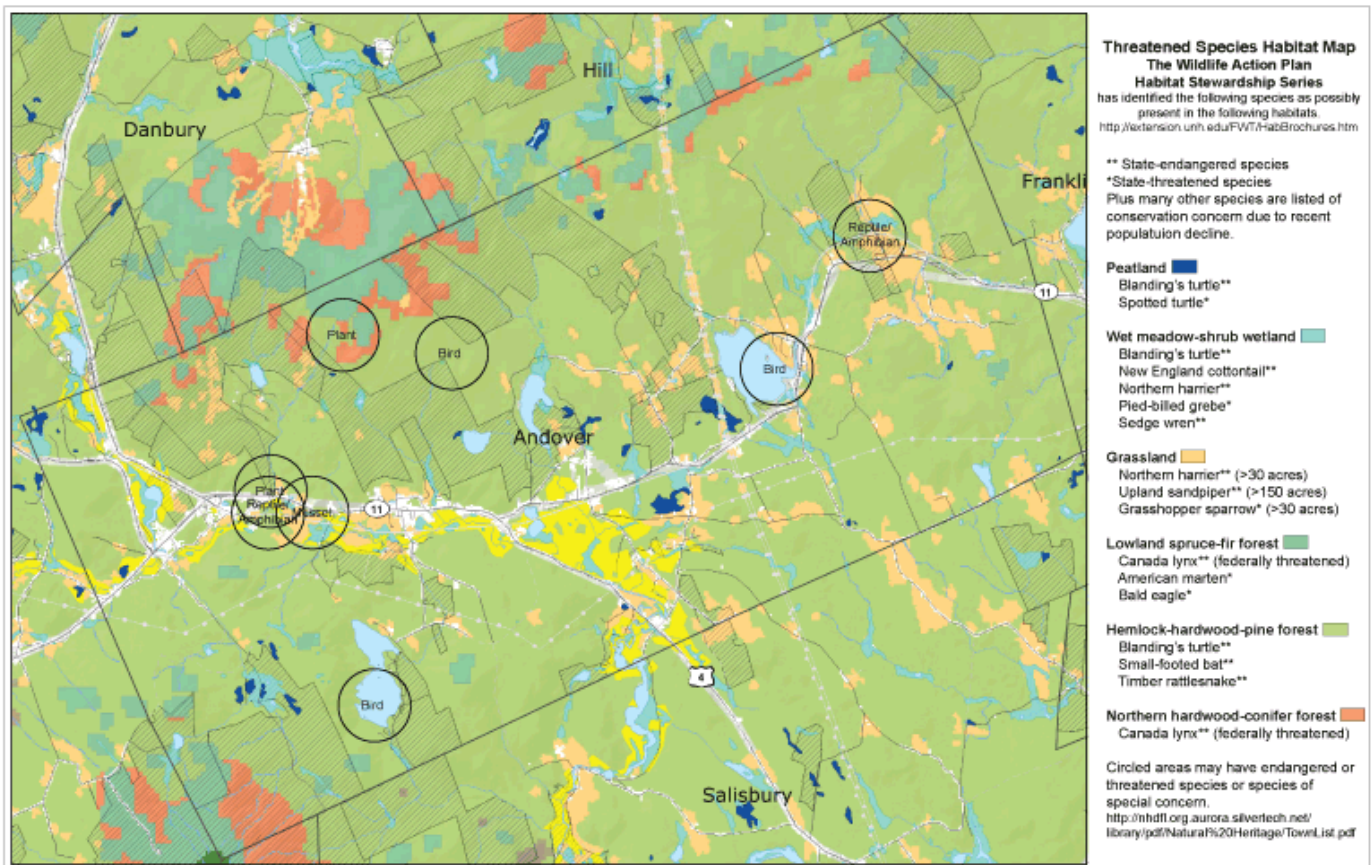 Danbury
Hill
Frankli
Reptile/
Amphibian
11
Plant
Bird
Bird
Andover
Plant
Reptile/
Amphibian
Mussel
11
4
Bird
Salisbury
Threatened Species Habitat Map
The Wildlife Action Plan
Habitat Stewardship Series
has identified the following species as possibly
present in the following habitats.
http://extension.unh.edu/FWT/HabBrochures.htm
** State-endangered species
*State-threatened species
Plus many other species are listed of
conservation concern due to recent
populatuion decline.
Peatland
Blanding's turtle**
Spotted turtle*
Wet meadow-shrub wetland
Blanding's turtle**
New England cottontail**
Northern harrier**
Pied-billed grebe*
Sedge wren**
Grassland
Northern harrier** (>30 acres)
Upland sandpiper** (>150 acres)
Grasshopper sparrow* (>30 acres)
Lowland spruce-fir forest
Canada lynx** (federally threatened)
American marten*
Bald eagle*
Hemlock-hardwood-pine forest
Blanding's turtle**
Small-footed bat**
Timber rattlesnake**
Northern hardwood-conifer forest
Canada lynx** (federally threatened)
Circled areas may have endangered or
threatened species or species of
special concern.
http://nhdfl.org.aurora.silvertech.net/
library/pdf/Natural%20Heritage/TownList.pdf